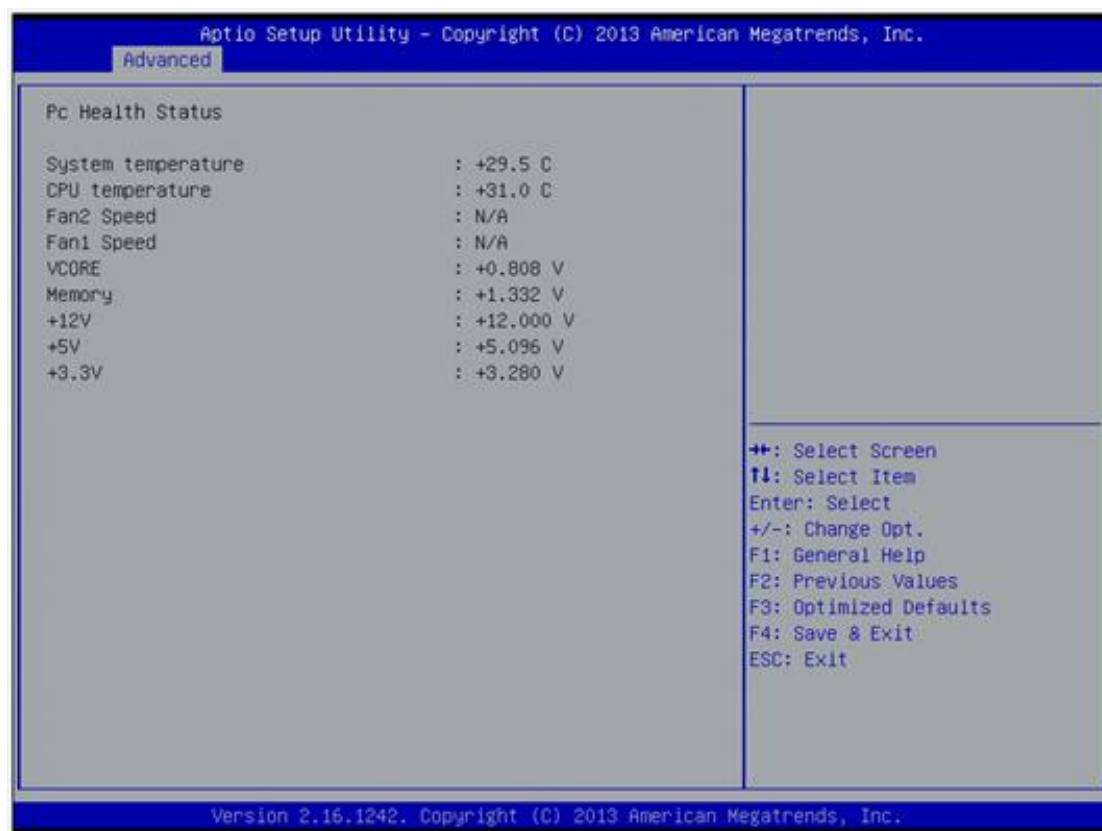 Aptio Setup Utility – Copyright (C) 2013 American Megatrends, Inc.
Advanced
Pc Health Status
System temperature : +29.5 C
CPU temperature : +31.0 C
Fan2 Speed : N/A
Fan1 Speed : N/A
VCORE : +0.808 V
Memory : +1.332 V
+12V : +12.000 V
+5V : +5.096 V
+3.3V : +3.280 V
→←: Select Screen
↑↓: Select Item
Enter: Select
+/-: Change Opt.
F1: General Help
F2: Previous Values
F3: Optimized Defaults
F4: Save & Exit
ESC: Exit
Version 2.16.1242. Copyright (C) 2013 American Megatrends, Inc.